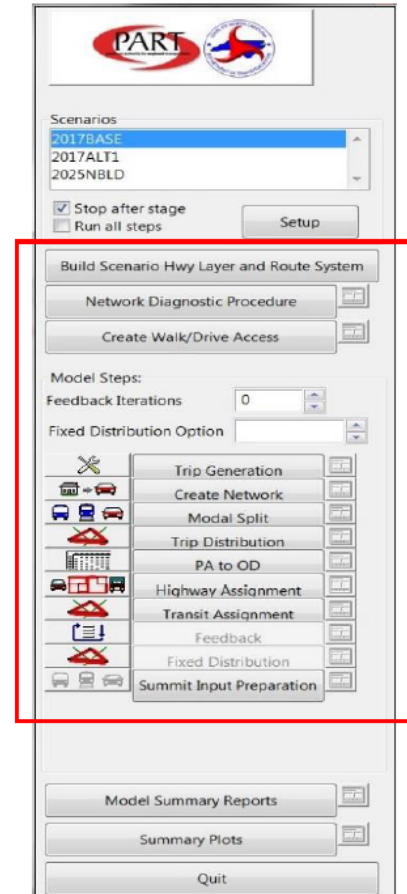 PART
Scenarios
2017BASE
2017ALT1
2025NBLD
Stop after stage
Run all steps
Setup
Build Scenario Hwy Layer and Route System
Network Diagnostic Procedure
Create Walk/Drive Access
Model Steps:
Feedback Iterations 0
Fixed Distribution Option
Trip Generation
Create Network
Modal Split
Trip Distribution
PA to OD
Highway Assignment
Transit Assignment
Feedback
Fixed Distribution
Summit Input Preparation
Model Summary Reports
Summary Plots
Quit